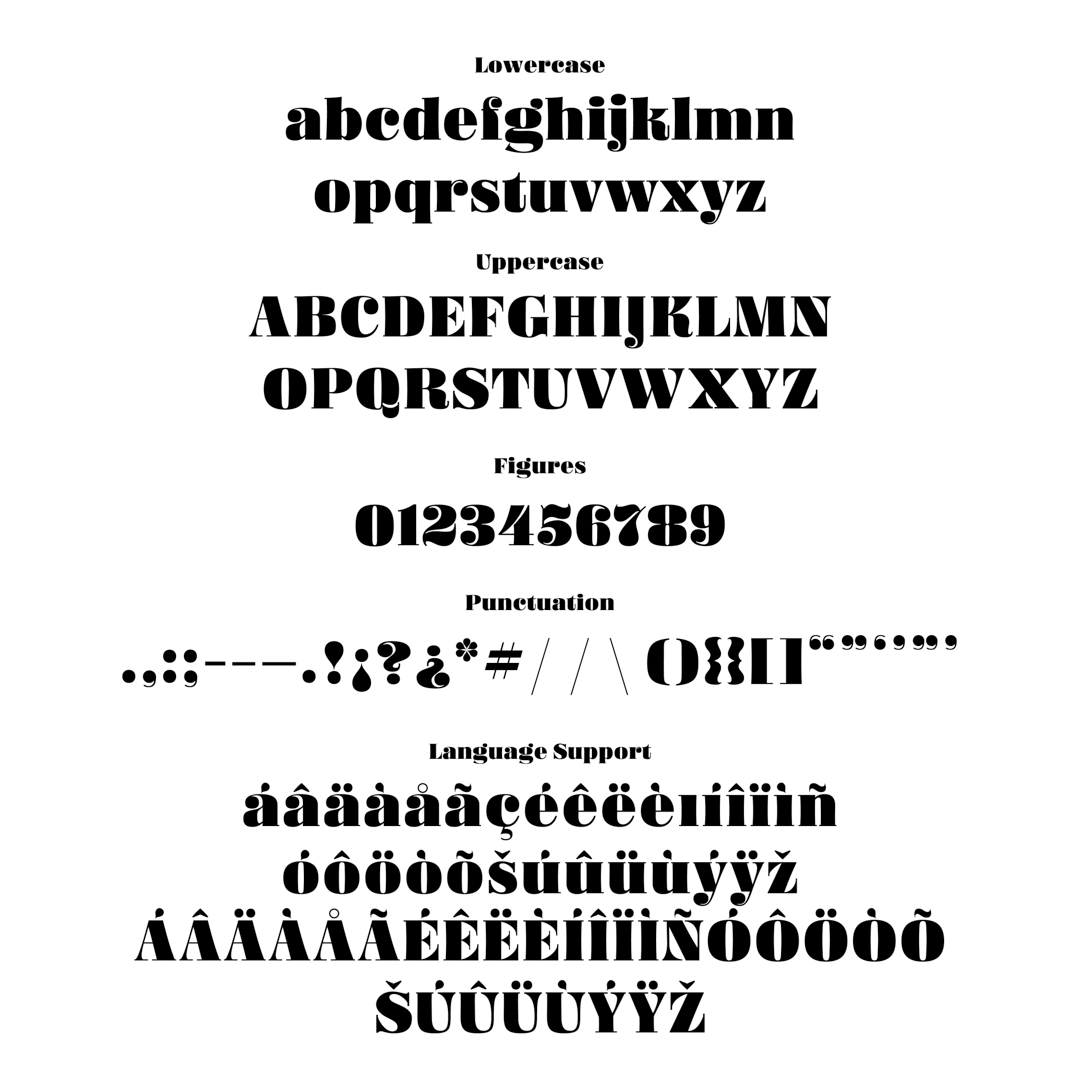 Lowercase
abcdefghijklmn
opqrstuvwxyz
Uppercase
ABCDEFGHIJKLMN
OPQRSTUVWXYZ
Figures
0123456789
Punctuation
.,:;-–—.!¡?¿*#/ / \ (){}[]“”‘’”’
Language Support
áâäàåãçéêëèıíîïìñ
óôöòõšúûüùýÿž
ÁÂÄÀÅÃÉÊËÈÍÎÏÌÑÓÔÖÒÕ
ŠÚÛÜÙÝŸŽ